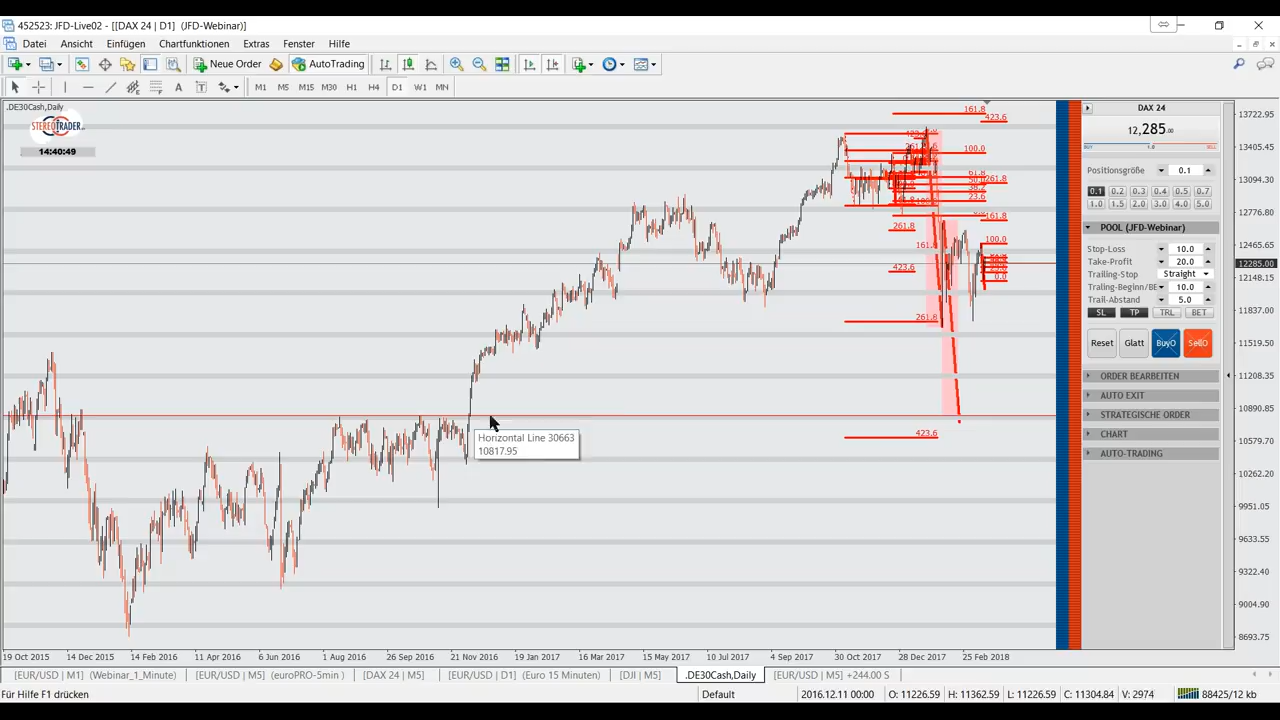 452523: JFD-Live02 - [[DAX 24 | D1]  (JFD-Webinar)]
Datei Ansicht Einfügen Chartfunktionen Extras Fenster Hilfe
Neue Order AutoTrading
A T M1 M5 M15 M30 H1 H4 D1 W1 MN
.DE30Cash,Daily
STEREOTRADER
14:40:49
161.8
423.6
100.0
261.8
23.6
161.8
261.8
161.8
100.0
423.6
0.0
261.8
423.6
Horizontal Line 30663
10817.95
DAX 24
12,285.00
BUY 1.0 SELL
Positionsgröße 0.1
0.1 0.2 0.3 0.4 0.5 0.7
1.0 1.5 2.0 3.0 4.0 5.0
POOL (JFD-Webinar)
Stop-Loss 10.0
Take-Profit 20.0
Trailing-Stop Straight
Traling-Beginn/BE 10.0
Trail-Abstand 5.0
SL TP TRL BET
Reset Glatt BuyO SellO
ORDER BEARBEITEN
AUTO EXIT
STRATEGISCHE ORDER
CHART
AUTO-TRADING
13722.95
13405.45
13094.30
12776.80
12465.65
12285.00
12148.15
11837.00
11519.50
11208.35
10890.85
10579.70
10262.20
9951.05
9633.55
9322.40
9004.90
8693.75
19 Oct 2015 14 Dec 2015 14 Feb 2016 11 Apr 2016 6 Jun 2016 1 Aug 2016 26 Sep 2016 21 Nov 2016 19 Jan 2017 16 Mar 2017 15 May 2017 10 Jul 2017 4 Sep 2017 30 Oct 2017 28 Dec 2017 25 Feb 2018
[EUR/USD | M1] (Webinar_1_Minute) [EUR/USD | M5] (euroPRO-5min ) [DAX 24 | M5] [EUR/USD | D1] (Euro 15 Minuten) [DJI | M5] .DE30Cash,Daily [EUR/USD | M5] +244.00 S
Für Hilfe F1 drücken Default 2016.12.11 00:00 O: 11226.59 H: 11362.59 L: 11226.59 C: 11304.84 V: 2974 88425/12 kb